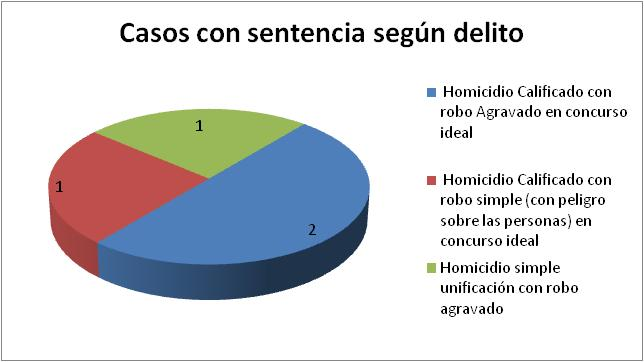 Casos con sentencia según delito
1
1
2
Homicidio Calificado con
robo Agravado en concurso
ideal
Homicidio Calificado con
robo simple (con peligro
sobre las personas) en
concurso ideal
Homicidio simple
unificación con robo
agravado